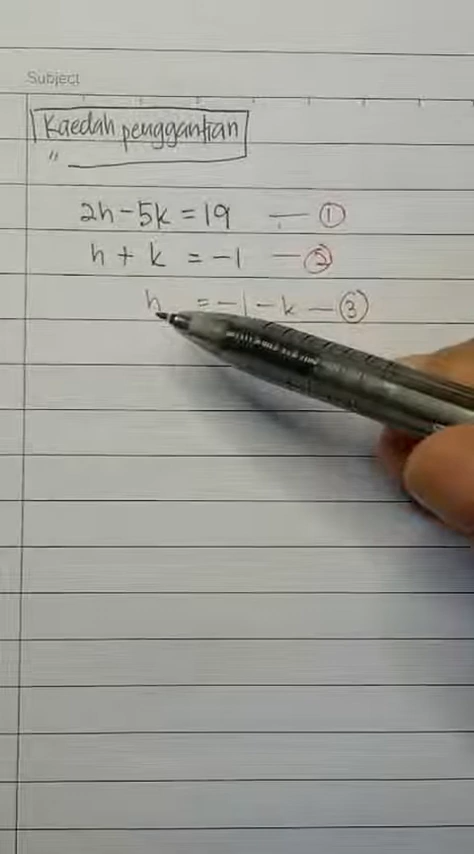 Subject
Kaedah penggantian
2h - 5k = 19 — ①
h + k = -1 — ②
h = -1 - k — ③